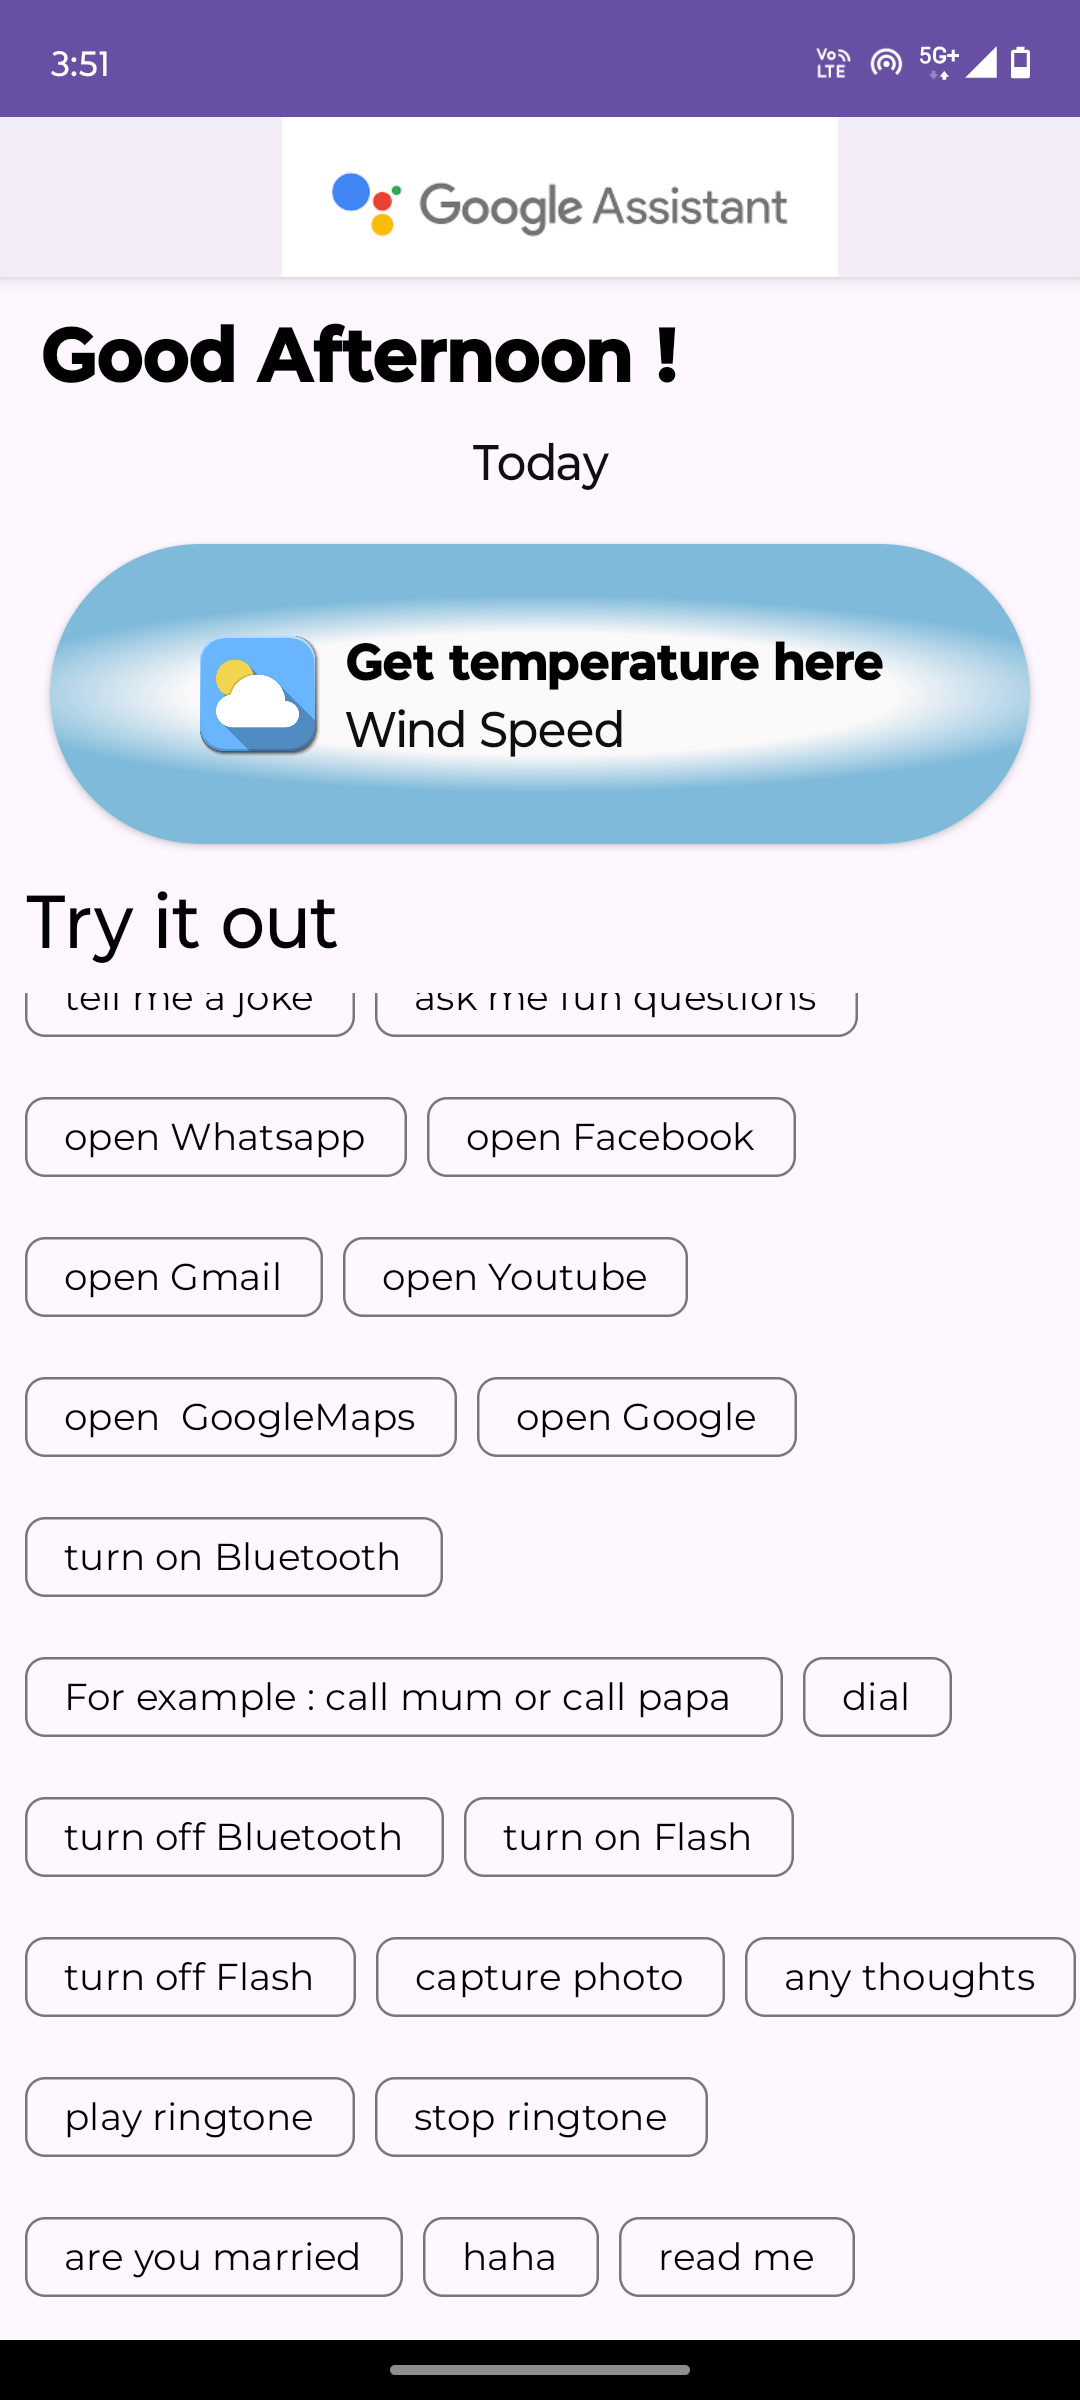 3:51
Vo LTE
5G+
Google Assistant
Good Afternoon !
Today
Get temperature here
Wind Speed
Try it out
tell me a joke ask me fun questions
open Whatsapp open Facebook
open Gmail open Youtube
open  GoogleMaps open Google
turn on Bluetooth
For example : call mum or call papa dial
turn off Bluetooth turn on Flash
turn off Flash capture photo any thoughts
play ringtone stop ringtone
are you married haha read me